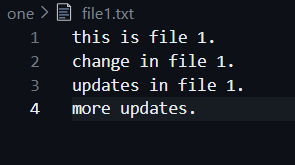 one > file1.txt
1 this is file 1.
2 change in file 1.
3 updates in file 1.
4 more updates.